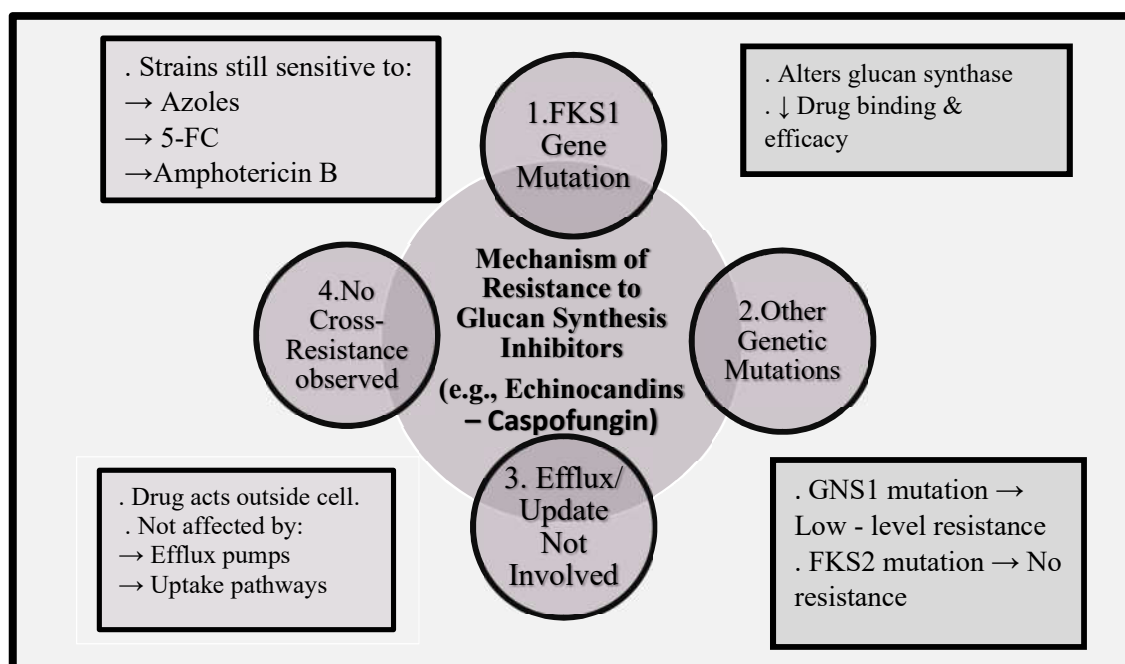 . Strains still sensitive to:
→ Azoles
→ 5-FC
→Amphotericin B
1.FKS1
Gene
Mutation
. Alters glucan synthase
. ↓ Drug binding &
efficacy
Mechanism of
Resistance to
Glucan Synthesis
Inhibitors
(e.g., Echinocandins
– Caspofungin)
4.No
Cross-
Resistance
observed
2.Other
Genetic
Mutations
3. Efflux/
Update
Not
Involved
. Drug acts outside cell.
. Not affected by:
→ Efflux pumps
→ Uptake pathways
. GNS1 mutation →
Low - level resistance
. FKS2 mutation → No
resistance